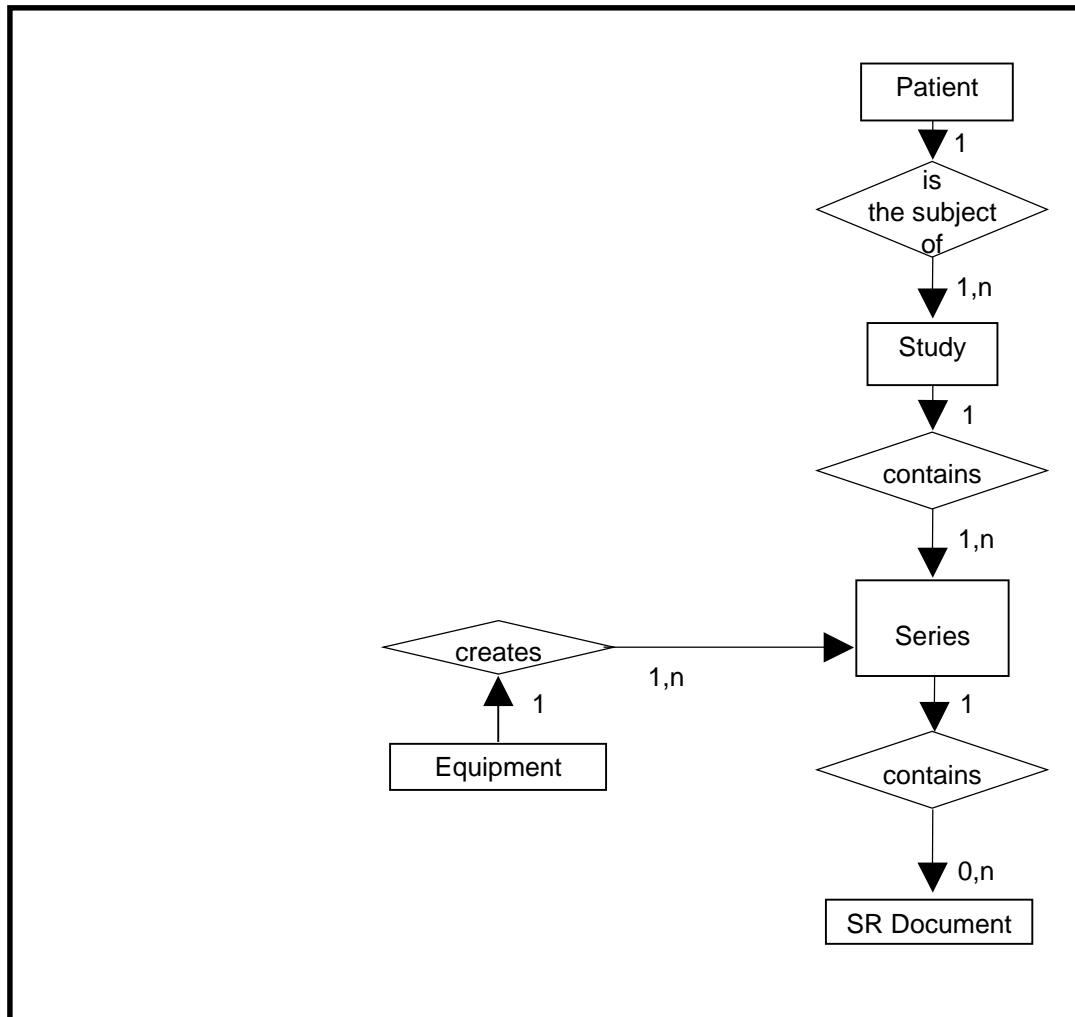 Patient
1
is
the subject
of
1,n
Study
1
contains
1,n
Series
creates
1,n
1
1
Equipment
contains
0,n
SR Document